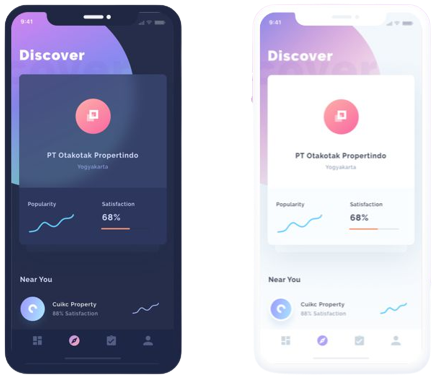 9:41
Discover
PT Otakotak Propertindo
Yogyakarta
Popularity
Satisfaction
68%
Near You
Cuikc Property
88% Satisfaction
9:41
Discover
PT Otakotak Propertindo
Yogyakarta
Popularity
Satisfaction
68%
Near You
Cuikc Property
88% Satisfaction